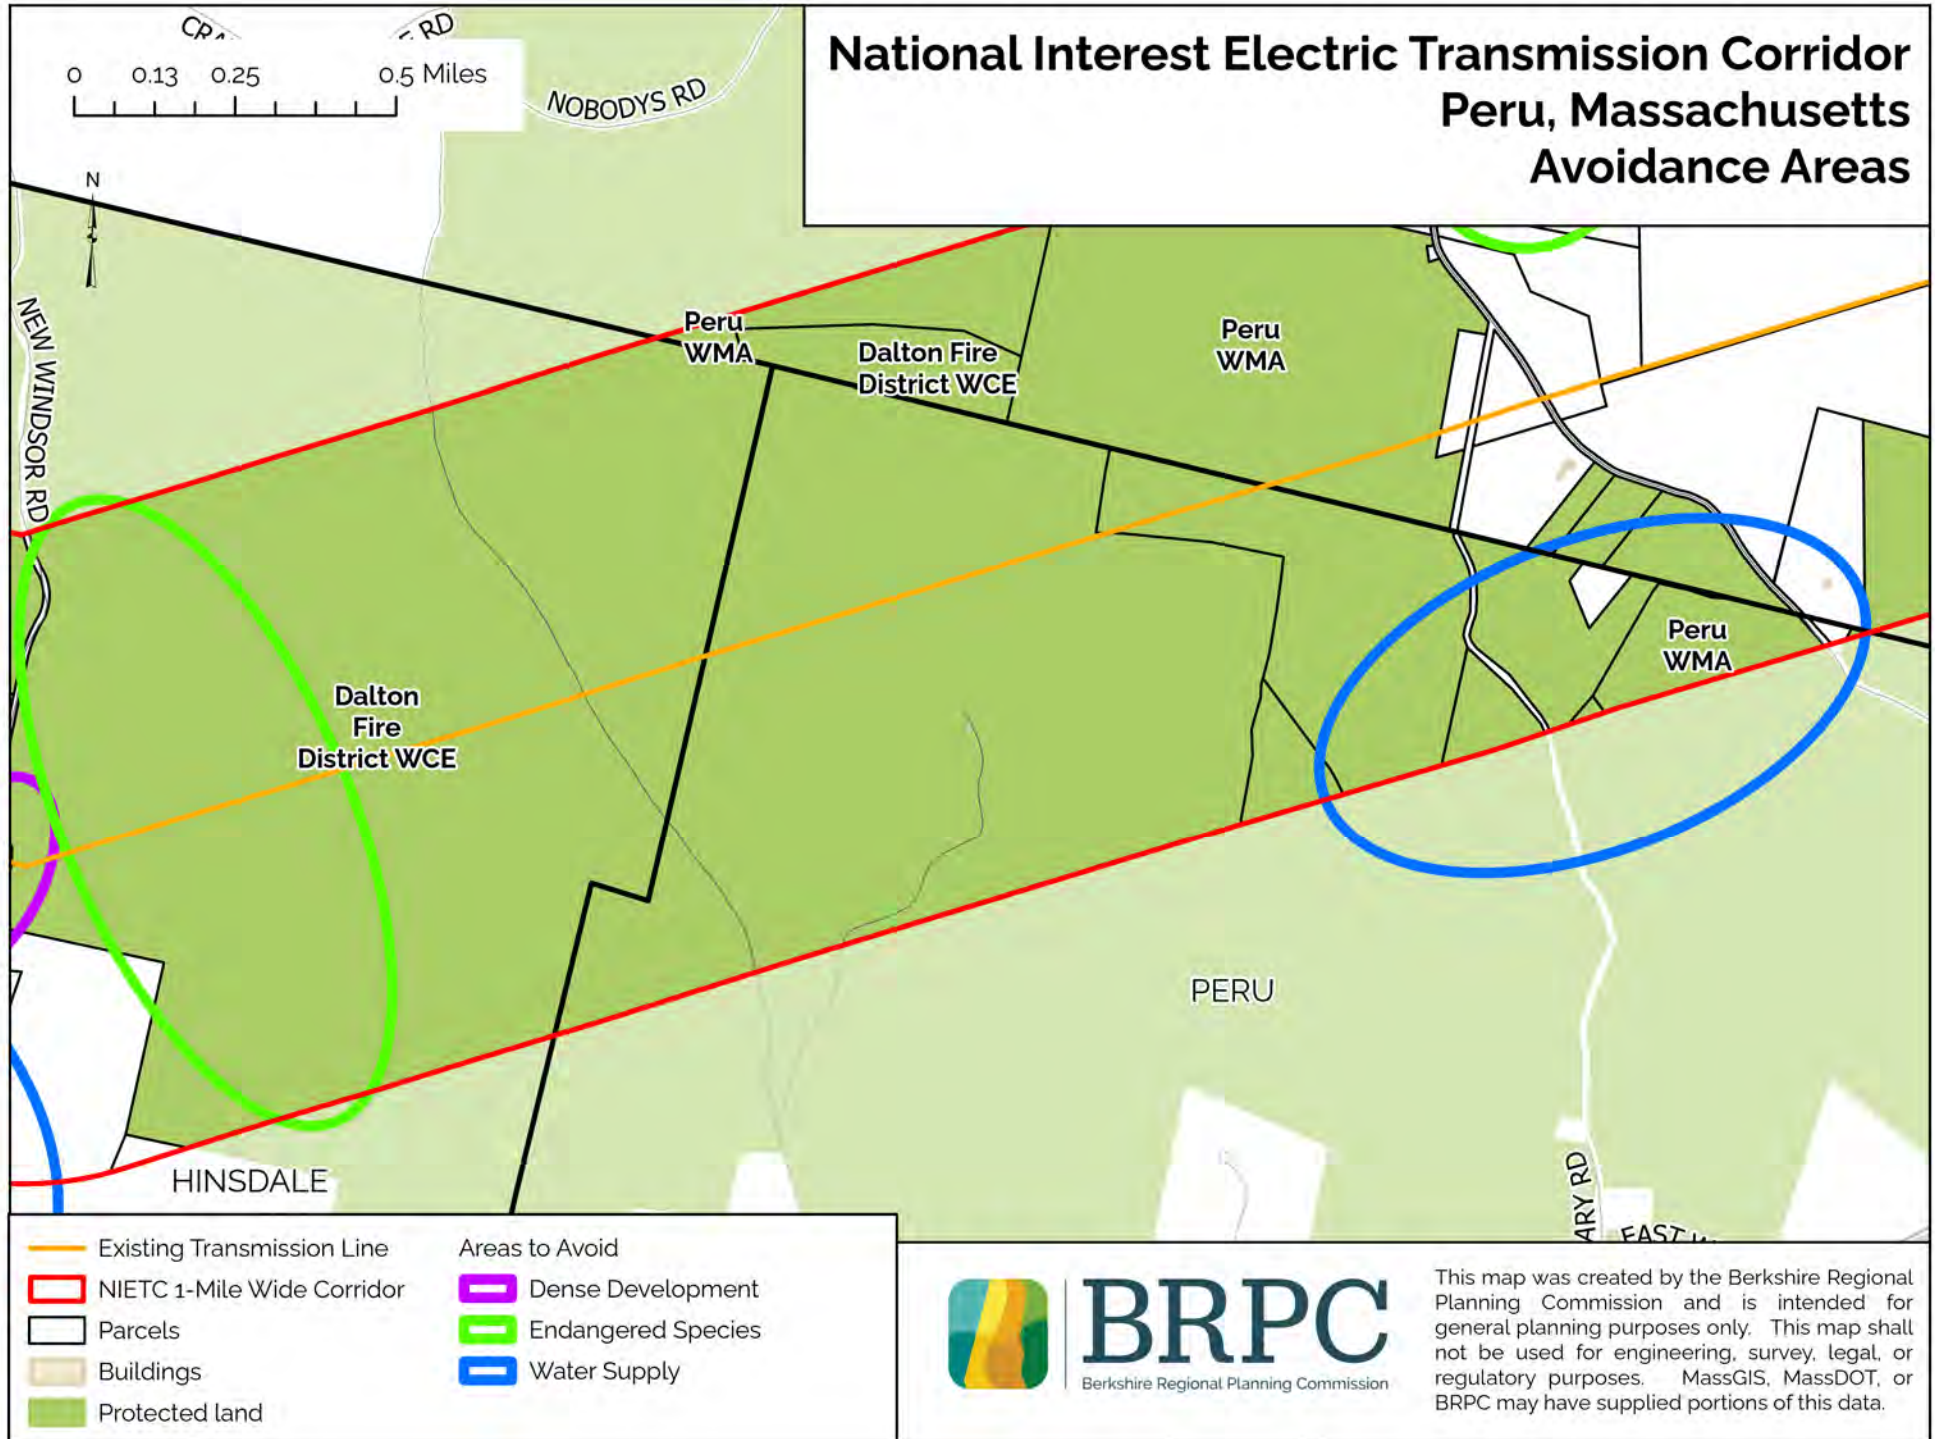 National Interest Electric Transmission Corridor
Peru, Massachusetts
Avoidance Areas
RD
0 0.13 0.25 0.5 Miles
NOBODYS RD
N
NEW WINDSOR RD
Peru
WMA
Dalton Fire
District WCE
Peru
WMA
Peru
WMA
Dalton
Fire
District WCE
PERU
HINSDALE
ARY RD
EAST
Existing Transmission Line
NIETC 1-Mile Wide Corridor
Parcels
Buildings
Protected land
Areas to Avoid
Dense Development
Endangered Species
Water Supply
BRPC
Berkshire Regional Planning Commission
This map was created by the Berkshire Regional
Planning Commission and is intended for
general planning purposes only. This map shall
not be used for engineering, survey, legal, or
regulatory purposes. MassGIS, MassDOT, or
BRPC may have supplied portions of this data.